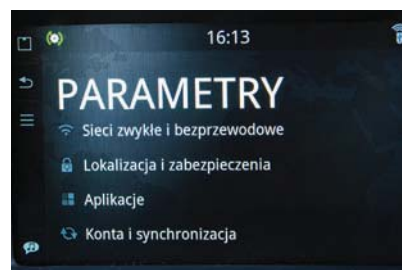 16:13
PARAMETRY
Sieci zwykłe i bezprzewodowe
Lokalizacja i zabezpieczenia
Aplikacje
Konta i synchronizacja